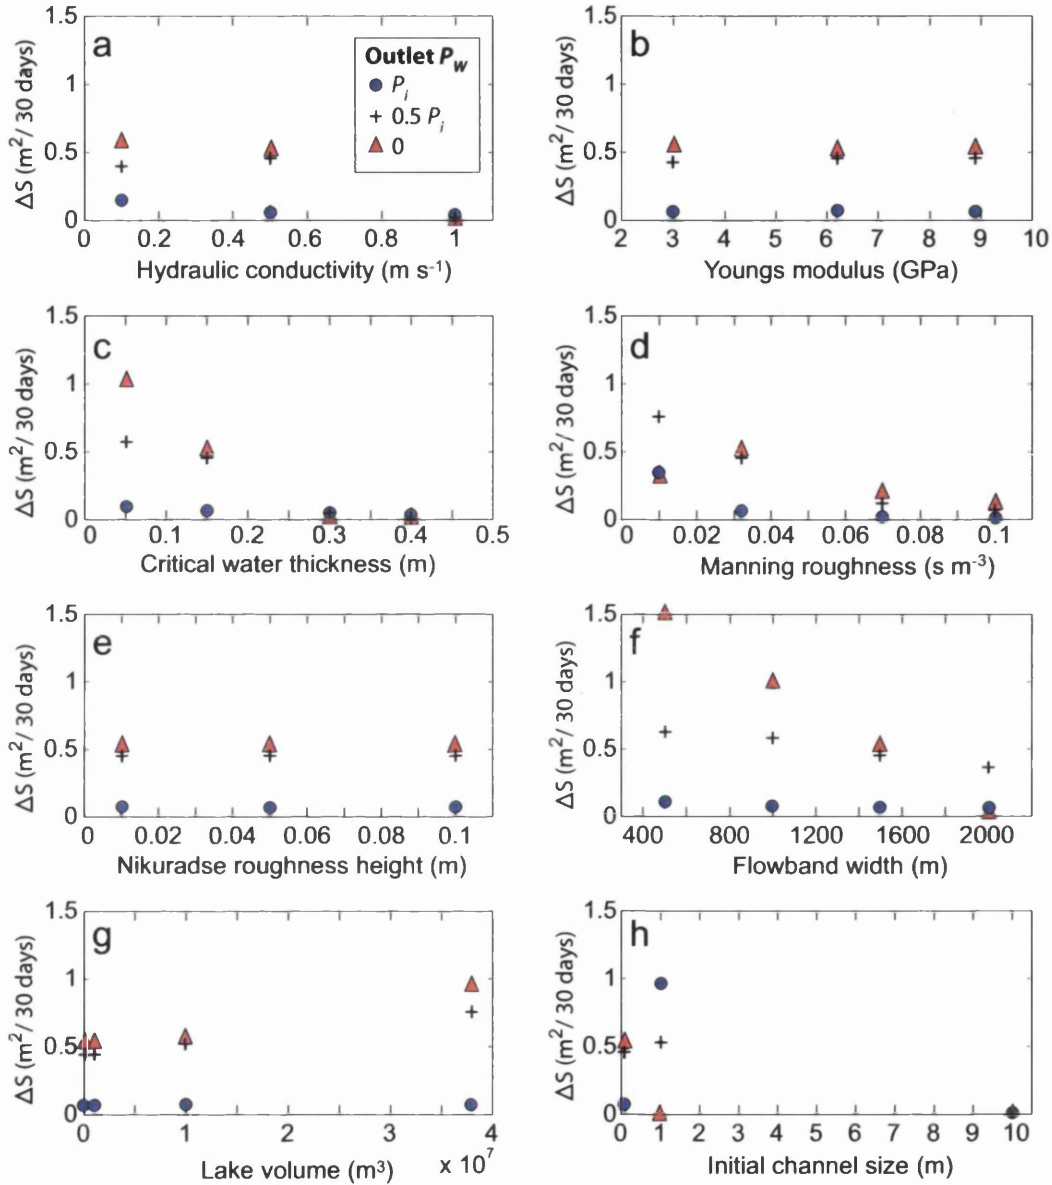 a
1.5
1
0.5
0
ΔS (m²/ 30 days)
Outlet P_w
P_i
0.5 P_i
0
0 0.2 0.4 0.6 0.8 1
Hydraulic conductivity (m s⁻¹)
b
1.5
1
0.5
0
ΔS (m²/ 30 days)
2 3 4 5 6 7 8 9 10
Youngs modulus (GPa)
c
1.5
1
0.5
0
ΔS (m²/ 30 days)
0 0.1 0.2 0.3 0.4 0.5
Critical water thickness (m)
d
1.5
1
0.5
0
ΔS (m²/ 30 days)
0 0.02 0.04 0.06 0.08 0.1
Manning roughness (s m⁻³)
e
1.5
1
0.5
0
ΔS (m²/ 30 days)
0 0.02 0.04 0.06 0.08 0.1
Nikuradse roughness height (m)
f
1.5
1
0.5
0
ΔS (m²/ 30 days)
400 800 1200 1600 2000
Flowband width (m)
g
1.5
1
0.5
0
ΔS (m²/ 30 days)
0 1 2 3 4
Lake volume (m³) x 10⁷
h
1.5
1
0.5
0
ΔS (m²/ 30 days)
0 1 2 3 4 5 6 7 8 9 10
Initial channel size (m)